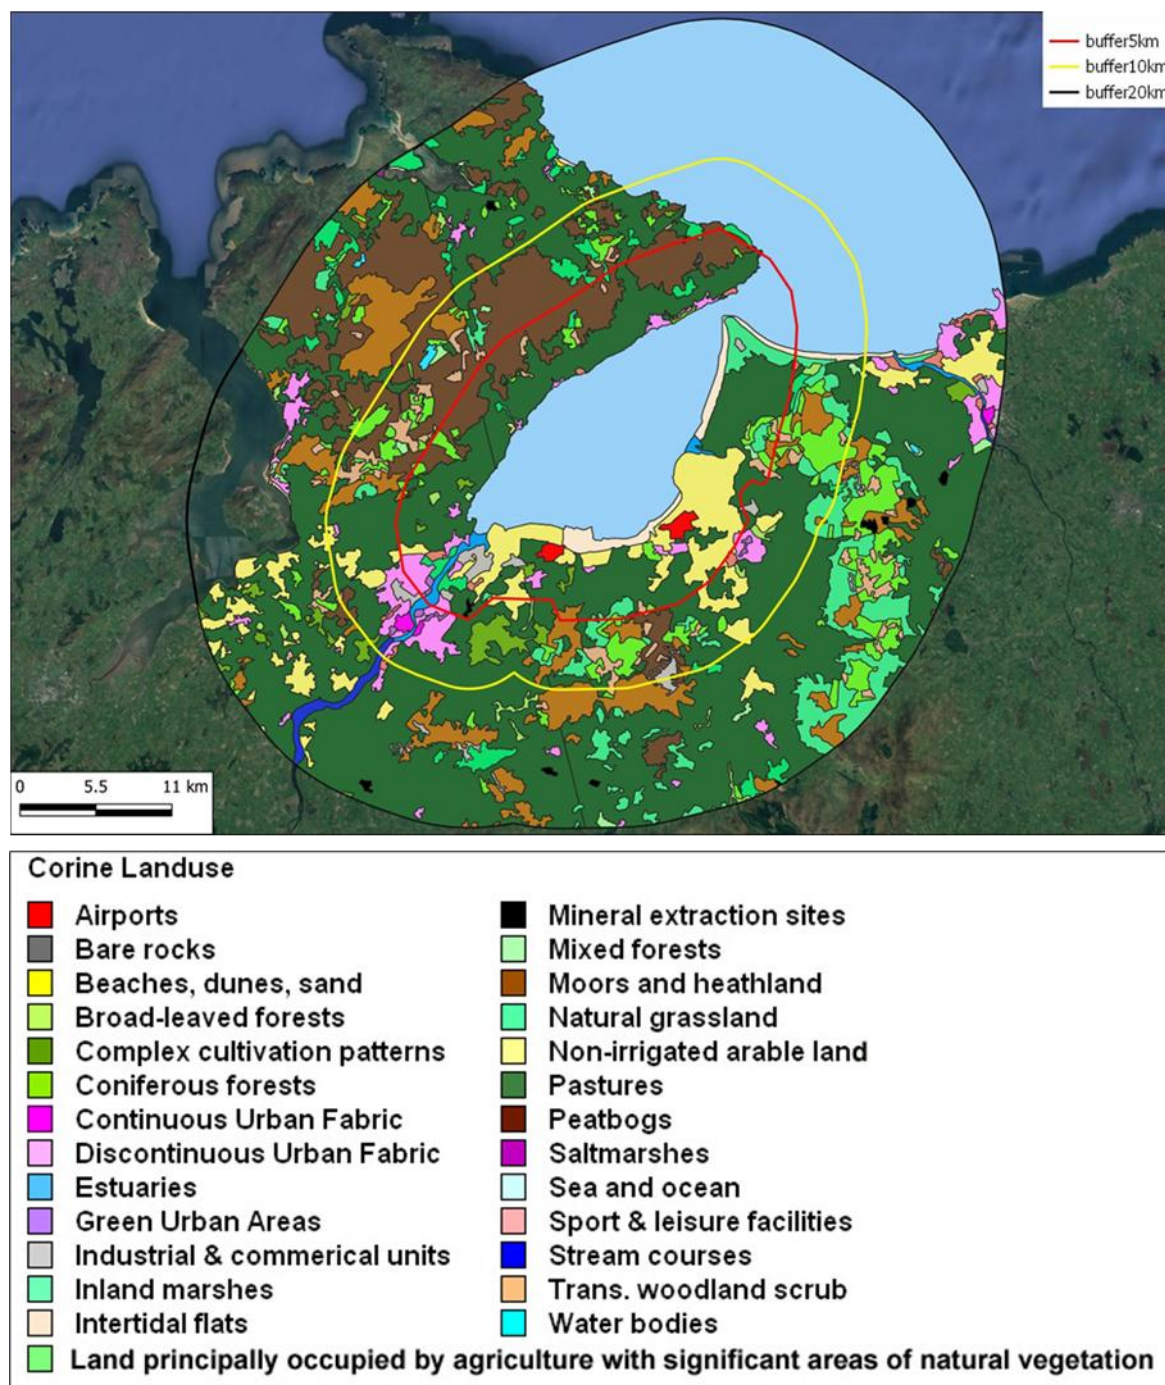 buffer5km
buffer10km
buffer20km
0 5.5 11 km
Corine Landuse
Airports
Bare rocks
Beaches, dunes, sand
Broad-leaved forests
Complex cultivation patterns
Coniferous forests
Continuous Urban Fabric
Discontinuous Urban Fabric
Estuaries
Green Urban Areas
Industrial & commerical units
Inland marshes
Intertidal flats
Mineral extraction sites
Mixed forests
Moors and heathland
Natural grassland
Non-irrigated arable land
Pastures
Peatbogs
Saltmarshes
Sea and ocean
Sport & leisure facilities
Stream courses
Trans. woodland scrub
Water bodies
Land principally occupied by agriculture with significant areas of natural vegetation